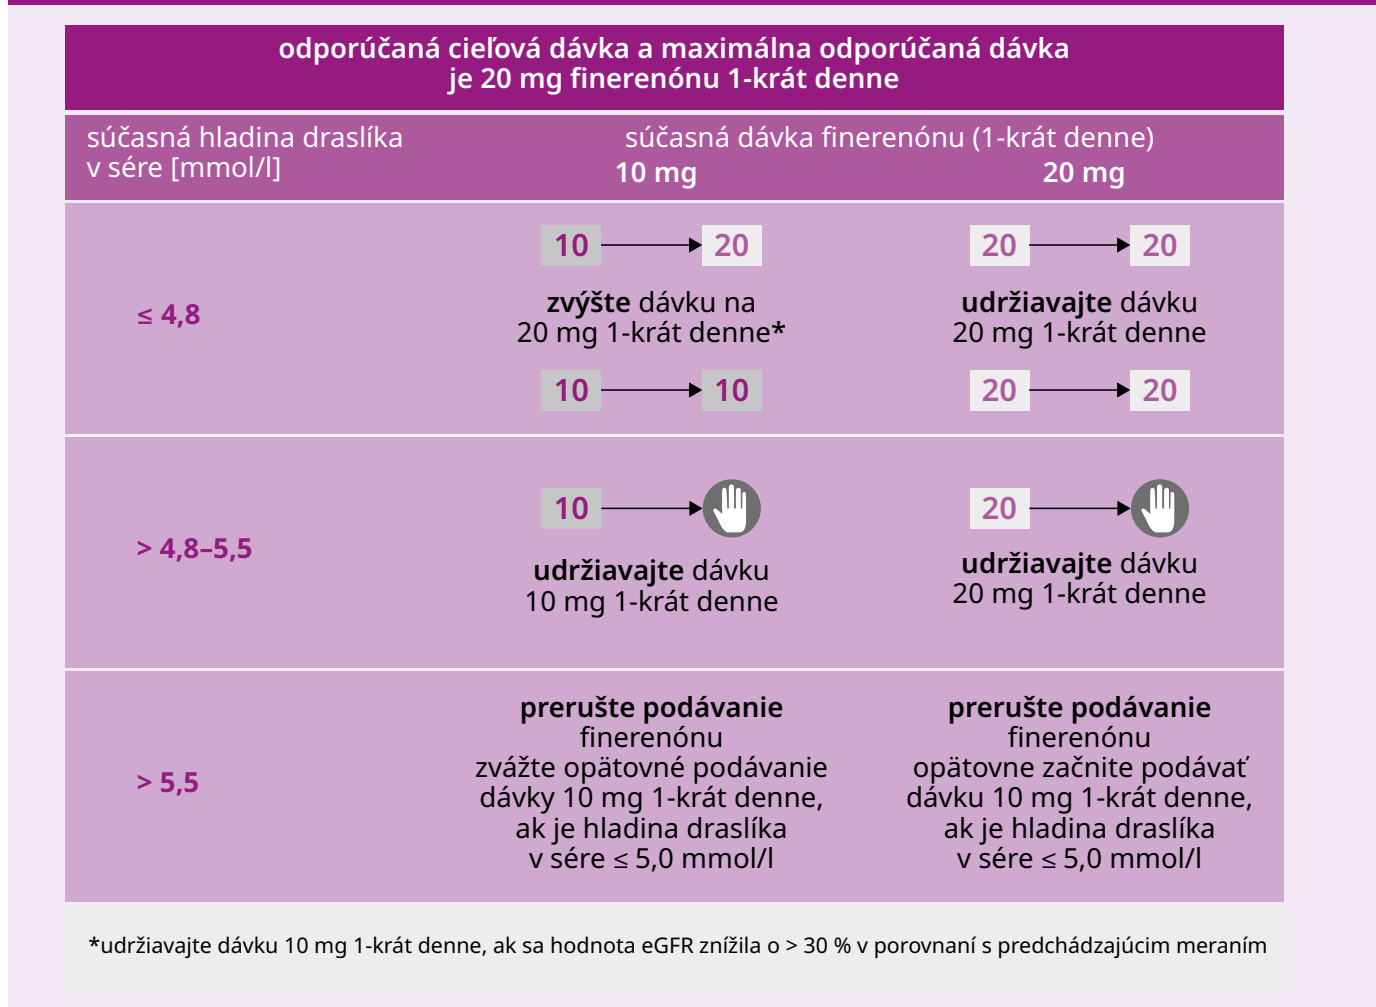 odporúčaná cieľová dávka a maximálna odporúčaná dávka
je 20 mg finerenónu 1-krát denne
súčasná hladina draslíka
v sére [mmol/l]
súčasná dávka finerenónu (1-krát denne)
10 mg
20 mg
≤ 4,8
10
20
zvýšte dávku na
20 mg 1-krát denne*
10
10
20
20
udržiavajte dávku
20 mg 1-krát denne
20
20
> 4,8–5,5
10
udržiavajte dávku
10 mg 1-krát denne
20
udržiavajte dávku
20 mg 1-krát denne
> 5,5
prerušte podávanie
finerenónu
zvážte opätovné podávanie
dávky 10 mg 1-krát denne,
ak je hladina draslíka
v sére ≤ 5,0 mmol/l
prerušte podávanie
finerenónu
opätovne začnite podávať
dávku 10 mg 1-krát denne,
ak je hladina draslíka
v sére ≤ 5,0 mmol/l
*udržiavajte dávku 10 mg 1-krát denne, ak sa hodnota eGFR znížila o > 30 % v porovnaní s predchádzajúcim meraním